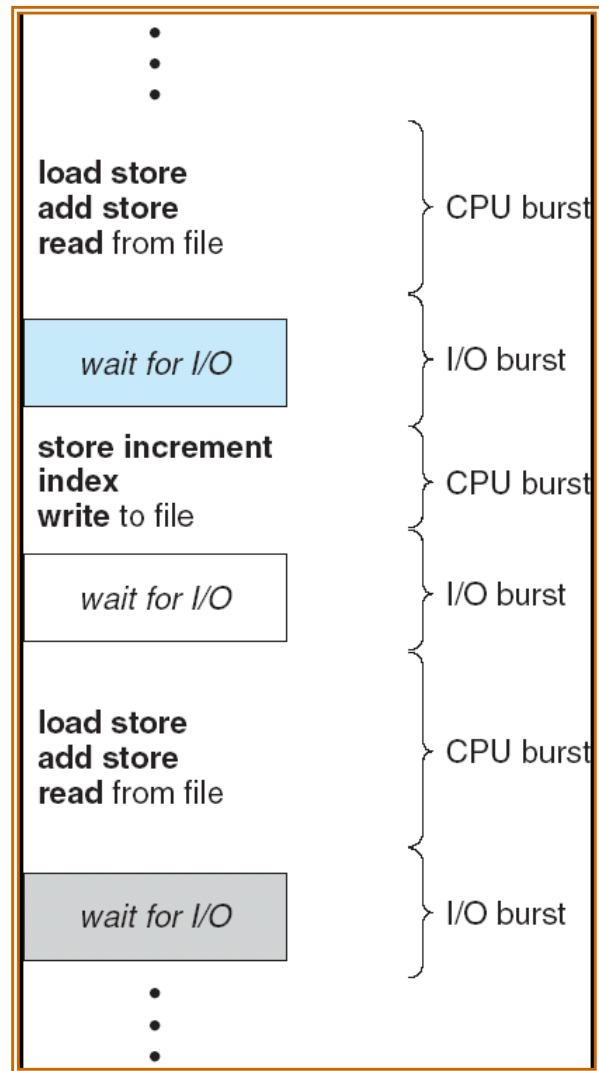 load store
add store
read from file
CPU burst
wait for I/O
I/O burst
store increment
index
write to file
CPU burst
wait for I/O
I/O burst
load store
add store
read from file
CPU burst
wait for I/O
I/O burst